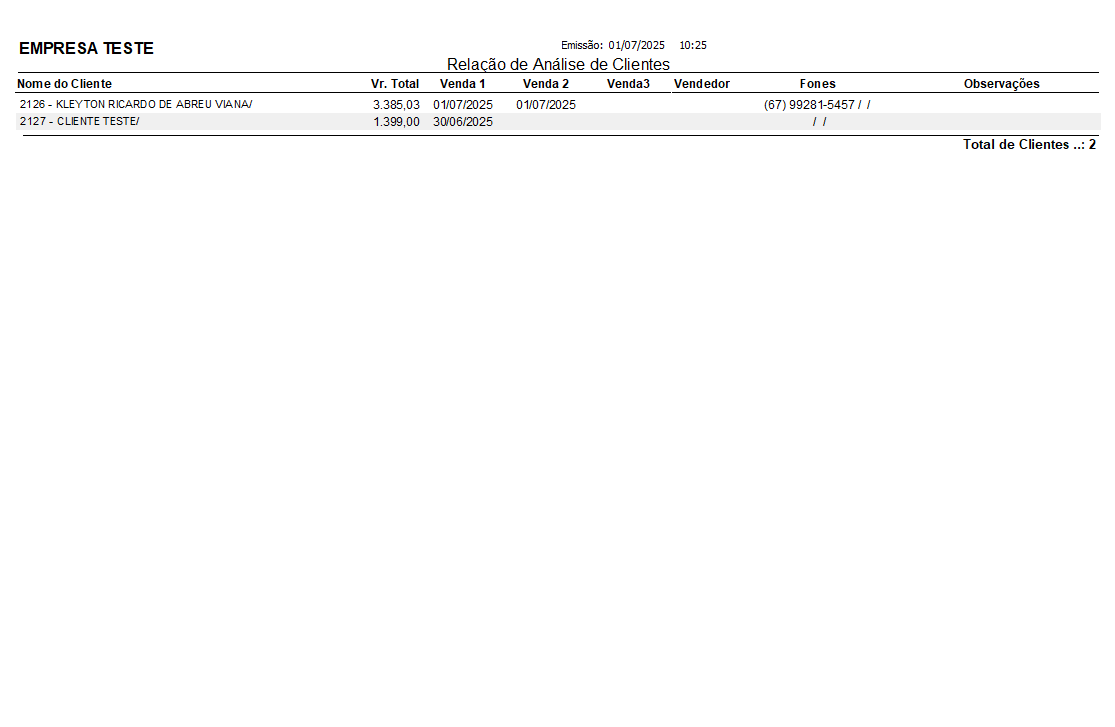 EMPRESA TESTE
Emissão: 01/07/2025 10:25
Relação de Análise de Clientes
Nome do Cliente Vr. Total Venda 1 Venda 2 Venda3 Vendedor Fones Observações
2126 - KLEYTON RICARDO DE ABREU VIANA/ 3.385,03 01/07/2025 01/07/2025 (67) 99281-5457 / /
2127 - CLIENTE TESTE/ 1.399,00 30/06/2025 / /
Total de Clientes ..: 2